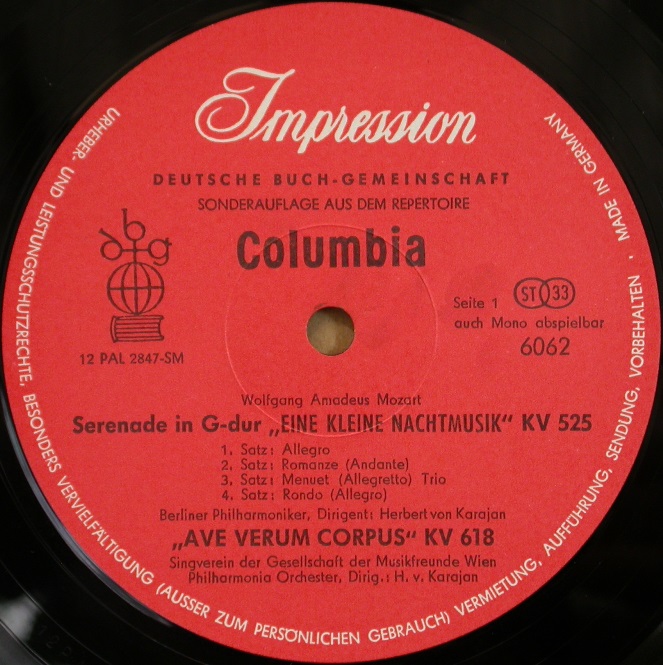 Impression
DEUTSCHE BUCH-GEMEINSCHAFT
SONDERAUFLAGE AUS DEM REPERTOIRE
Columbia
dbg
12 PAL 2847-SM
Seite 1 ST 33
auch Mono abspielbar
6062
Wolfgang Amadeus Mozart
Serenade in G-dur „EINE KLEINE NACHTMUSIK" KV 525
1. Satz: Allegro
2. Satz: Romanze (Andante)
3. Satz: Menuet (Allegretto) Trio
4. Satz: Rondo (Allegro)
Berliner Philharmoniker, Dirigent: Herbert von Karajan
„AVE VERUM CORPUS" KV 618
Singverein der Gesellschaft der Musikfreunde Wien
Philharmonia Orchester, Dirig.: H. v. Karajan
URHEBER- UND LEISTUNGSSCHUTZRECHTE, BESONDERS VERVIELFÄLTIGUNG (AUSSER ZUM PERSÖNLICHEN GEBRAUCH) VERMIETUNG, AUFFÜHRUNG, SENDUNG, VORBEHALTEN · MADE IN GERMANY